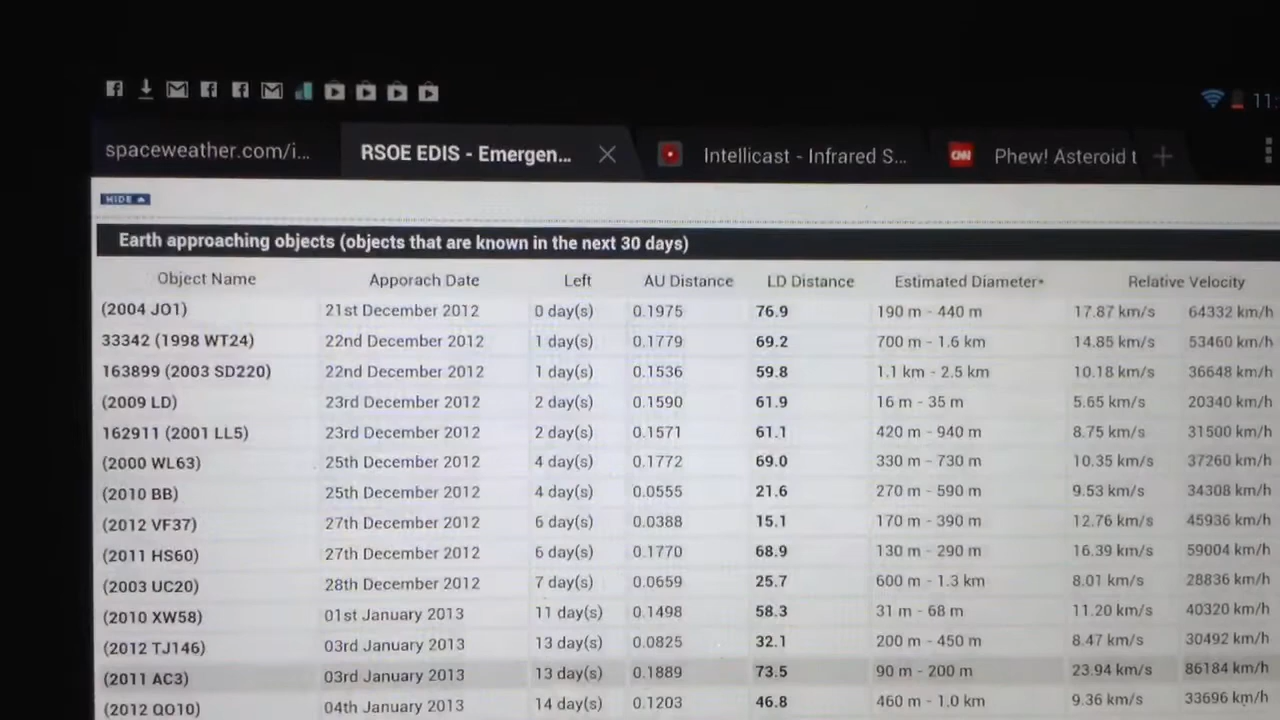 11:
spaceweather.com/i... RSOE EDIS - Emergen... Intellicast - Infrared S... CNN Phew! Asteroid t
HIDE
Earth approaching objects (objects that are known in the next 30 days)
Object Name Apporach Date Left AU Distance LD Distance Estimated Diameter* Relative Velocity
(2004 JO1) 21st December 2012 0 day(s) 0.1975 76.9 190 m - 440 m 17.87 km/s 64332 km/h
33342 (1998 WT24) 22nd December 2012 1 day(s) 0.1779 69.2 700 m - 1.6 km 14.85 km/s 53460 km/h
163899 (2003 SD220) 22nd December 2012 1 day(s) 0.1536 59.8 1.1 km - 2.5 km 10.18 km/s 36648 km/h
(2009 LD) 23rd December 2012 2 day(s) 0.1590 61.9 16 m - 35 m 5.65 km/s 20340 km/h
162911 (2001 LL5) 23rd December 2012 2 day(s) 0.1571 61.1 420 m - 940 m 8.75 km/s 31500 km/h
(2000 WL63) 25th December 2012 4 day(s) 0.1772 69.0 330 m - 730 m 10.35 km/s 37260 km/h
(2010 BB) 25th December 2012 4 day(s) 0.0555 21.6 270 m - 590 m 9.53 km/s 34308 km/h
(2012 VF37) 27th December 2012 6 day(s) 0.0388 15.1 170 m - 390 m 12.76 km/s 45936 km/h
(2011 HS60) 27th December 2012 6 day(s) 0.1770 68.9 130 m - 290 m 16.39 km/s 59004 km/h
(2003 UC20) 28th December 2012 7 day(s) 0.0659 25.7 600 m - 1.3 km 8.01 km/s 28836 km/h
(2010 XW58) 01st January 2013 11 day(s) 0.1498 58.3 31 m - 68 m 11.20 km/s 40320 km/h
(2012 TJ146) 03rd January 2013 13 day(s) 0.0825 32.1 200 m - 450 m 8.47 km/s 30492 km/h
(2011 AC3) 03rd January 2013 13 day(s) 0.1889 73.5 90 m - 200 m 23.94 km/s 86184 km/h
(2012 QO10) 04th January 2013 14 day(s) 0.1203 46.8 460 m - 1.0 km 9.36 km/s 33696 km/h